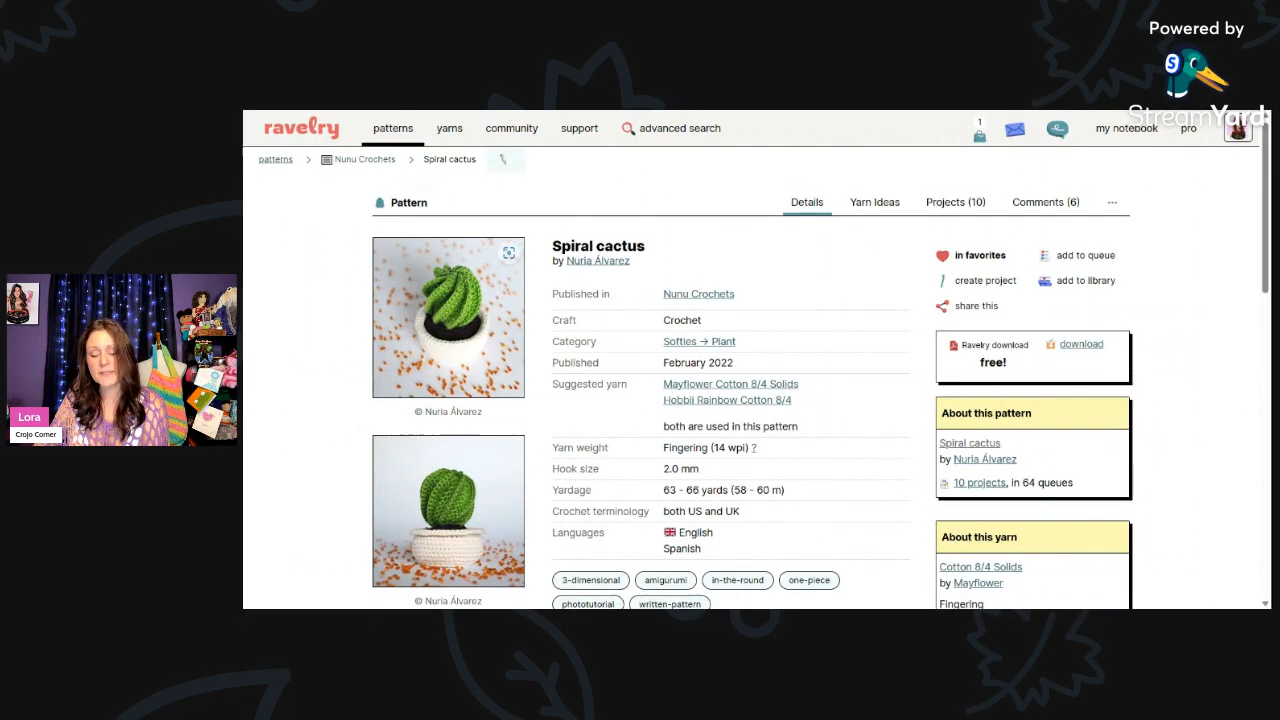 Powered by
S
StreamYard
ravelry
patterns yarns community support advanced search 1 my notebook pro
patterns > Nunu Crochets > Spiral cactus
Pattern Details Yarn Ideas Projects (10) Comments (6) ...
Spiral cactus
by Nuria Álvarez
Published in Nunu Crochets
Craft Crochet
Category Softies → Plant
Published February 2022
Suggested yarn Mayflower Cotton 8/4 Solids
Hobbii Rainbow Cotton 8/4
both are used in this pattern
Yarn weight Fingering (14 wpi) ?
Hook size 2.0 mm
Yardage 63 - 66 yards (58 - 60 m)
Crochet terminology both US and UK
Languages English
Spanish
3-dimensional amigurumi in-the-round one-piece
phototutorial written-pattern
© Nuria Álvarez
© Nuria Álvarez
in favorites add to queue
create project add to library
share this
Ravelry download download
free!
About this pattern
Spiral cactus
by Nuria Álvarez
10 projects, in 64 queues
About this yarn
Cotton 8/4 Solids
by Mayflower
Fingering
Lora
Crojo Corner